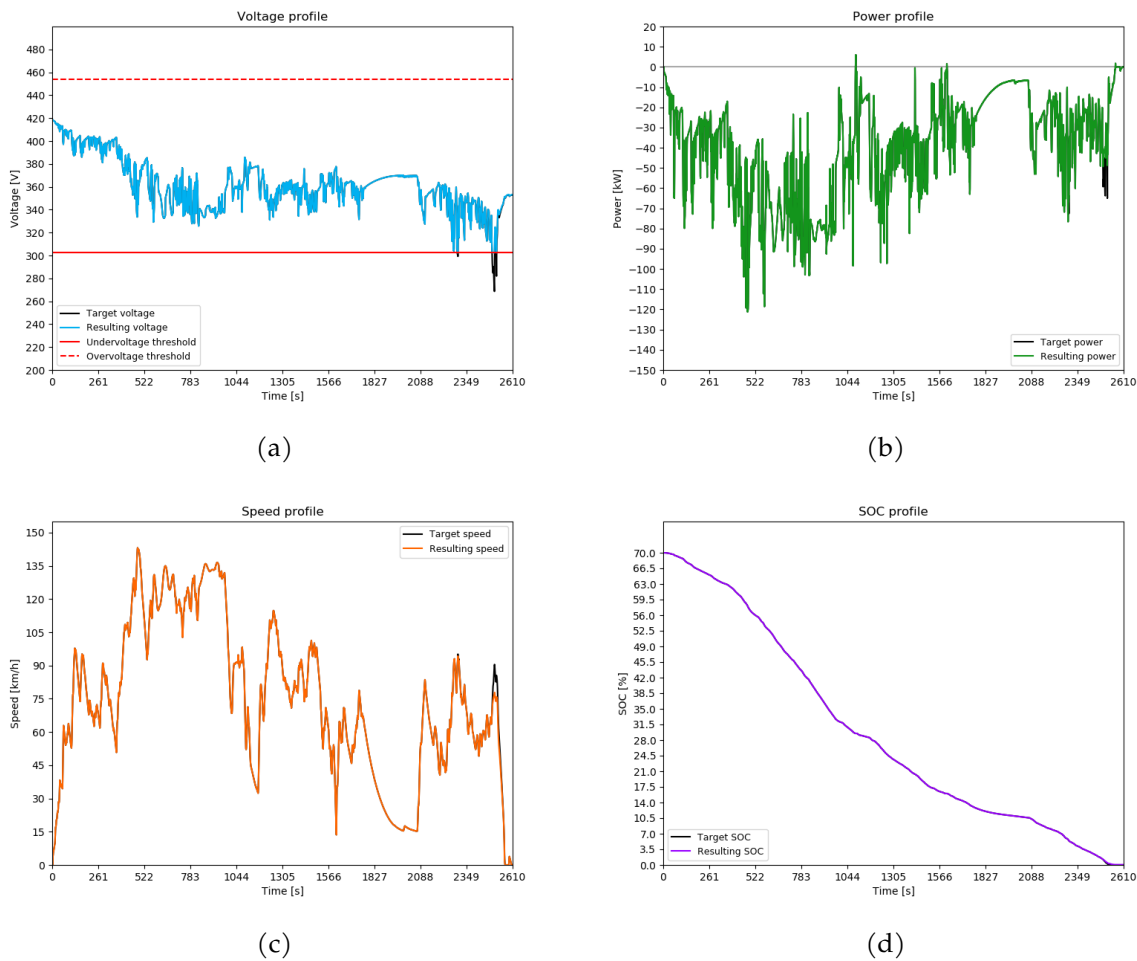 Voltage profile
Voltage [V]
480
460
440
420
400
380
360
340
320
300
280
260
240
220
200
Target voltage
Resulting voltage
Undervoltage threshold
Overvoltage threshold
0 261 522 783 1044 1305 1566 1827 2088 2349 2610
Time [s]
(a)
Power profile
Power [kW]
20
10
0
−10
−20
−30
−40
−50
−60
−70
−80
−90
−100
−110
−120
−130
−140
−150
Target power
Resulting power
0 261 522 783 1044 1305 1566 1827 2088 2349 2610
Time [s]
(b)
Speed profile
Speed [km/h]
150
135
120
105
90
75
60
45
30
15
0
Target speed
Resulting speed
0 261 522 783 1044 1305 1566 1827 2088 2349 2610
Time [s]
(c)
SOC profile
SOC [%]
70.0
66.5
63.0
59.5
56.0
52.5
49.0
45.5
42.0
38.5
35.0
31.5
28.0
24.5
21.0
17.5
14.0
10.5
7.0
3.5
0.0
Target SOC
Resulting SOC
0 261 522 783 1044 1305 1566 1827 2088 2349 2610
Time [s]
(d)